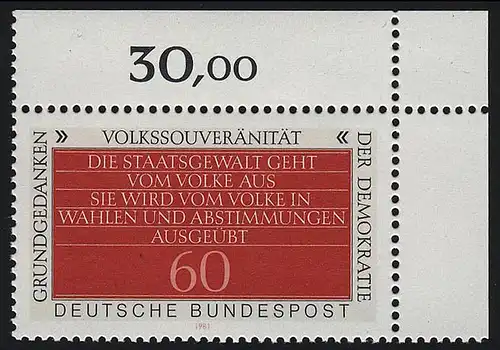 30,00
GRUNDGEDANKEN
» VOLKSSOUVERÄNITÄT «
DER DEMOKRATIE
DIE STAATSGEWALT GEHT
VOM VOLKE AUS
SIE WIRD VOM VOLKE IN
WAHLEN UND ABSTIMMUNGEN
AUSGEÜBT
60
DEUTSCHE BUNDESPOST
1981